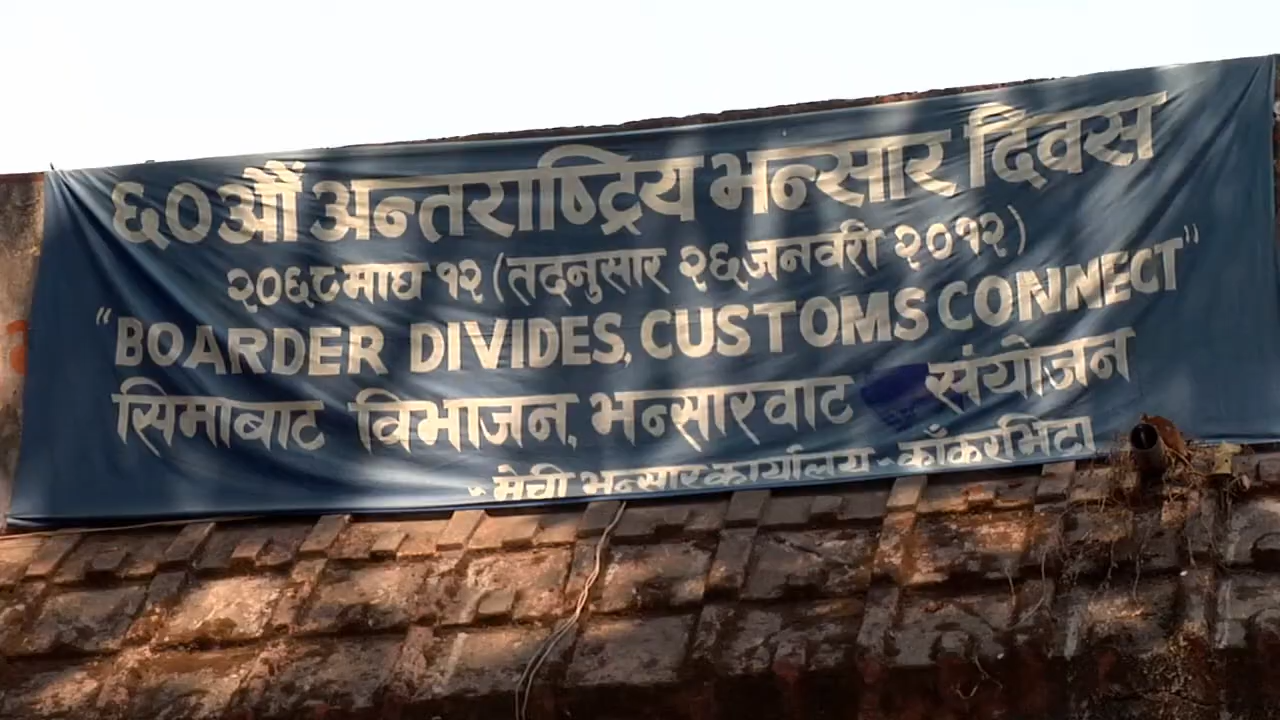 ६०औं अन्तराष्ट्रिय भन्सार दिवस
२०६८ माघ १२ (तदनुसार २६ जनवरी २०१२)
“BOARDER DIVIDES, CUSTOMS CONNECT”
सिमाबाट विभाजन, भन्सारवाट संयोजन
- मेची भन्सार कार्यालय - काँकरभिटा